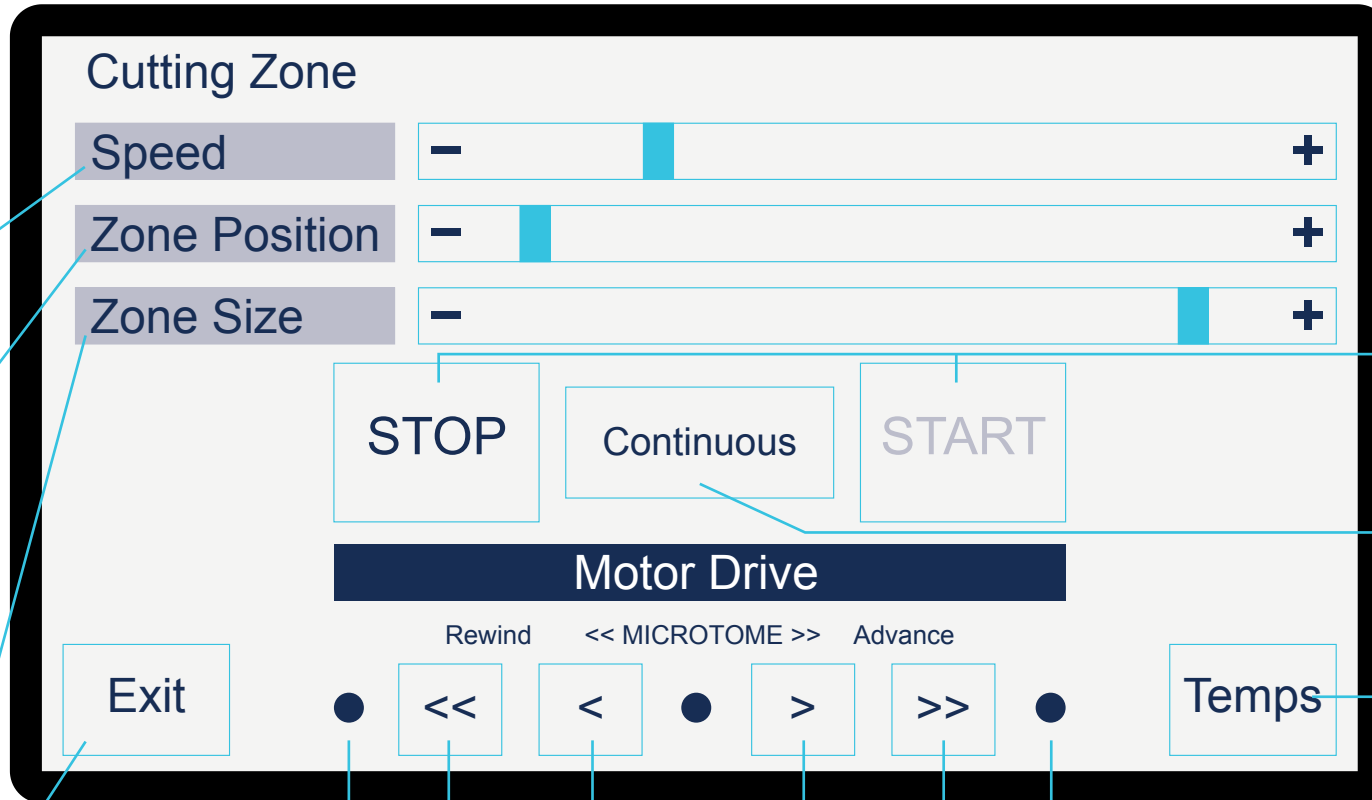 Cutting Zone
Speed - +
Zone Position - +
Zone Size - +
STOP Continuous START
Motor Drive
Rewind << MICROTOME >> Advance
Exit << < > >> Temps